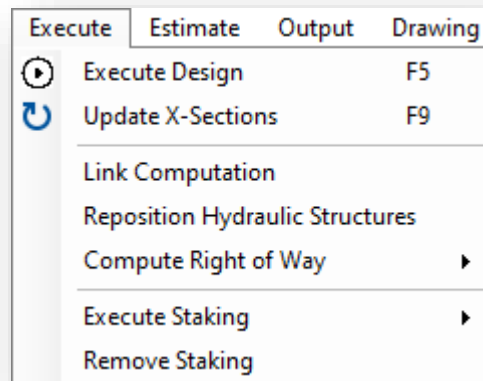 Execute Estimate Output Drawing
Execute Design F5
Update X-Sections F9
Link Computation
Reposition Hydraulic Structures
Compute Right of Way
Execute Staking
Remove Staking